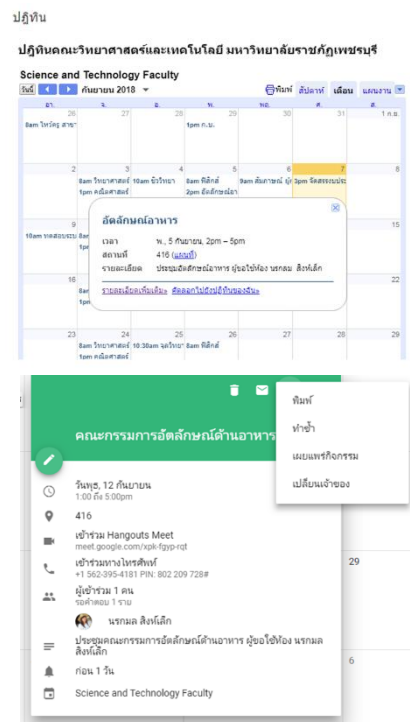 ปฎิทิน
ปฎิทินคณะวิทยาศาสตร์และเทคโนโลยี มหาวิทยาลัยราชภัฏเพชรบุรี
Science and Technology Faculty
วันนี้ กันยายน 2018 พิมพ์ สัปดาห์ เดือน แผนงาน
อา. จ. อ. พ. พฤ. ศ. ส.
26 27 28 29 30 31 1 ก.ย.
8am ไหว้ครู สาขา 1pm ก.บ.
2 3 4 5 6 7 8
8am วิทยาศาสตร์ 10am ชีววิทยา 8am ฟิสิกส์ 9am สัมภาษณ์ 3pm จัดสรรงบประ
1pm คณิตศาสตร์ 2pm อัตลักษณ์อา
9 15
10am ทดสอบระบบ 8am
1pm
อัตลักษณ์อาหาร
เวลา พ., 5 กันยายน, 2pm – 5pm
สถานที่ 416 (แผนที่)
รายละเอียด ประชุมอัตลักษณ์อาหาร ผู้ขอใช้ห้อง นรกมล สิงห์เล็ก
รายละเอียดเพิ่มเติม» คัดลอกไปยังปฏิทินของฉัน»
16 22
1pm
23 24 25 26 27 28 29
8am วิทยาศาสตร์ 10:30am จุลวิทยา 8am ฟิสิกส์
1pm คณิตศาสตร์
พิมพ์
ทำซ้ำ
เผยแพร่กิจกรรม
เปลี่ยนเจ้าของ
คณะกรรมการอัตลักษณ์ด้านอาหาร
วันพุธ, 12 กันยายน
1:00 ถึง 5:00pm
416
เข้าร่วม Hangouts Meet
meet.google.com/xpk-fgyp-rqt
เข้าร่วมทางโทรศัพท์
+1 562-395-4181 PIN: 802 209 728#
29
ผู้เข้าร่วม 1 คน
รอคำตอบ 1 ราย
นรกมล สิงห์เล็ก
ประชุมคณะกรรมการอัตลักษณ์ด้านอาหาร ผู้ขอใช้ห้อง นรกมล
สิงห์เล็ก
6
ก่อน 1 วัน
Science and Technology Faculty